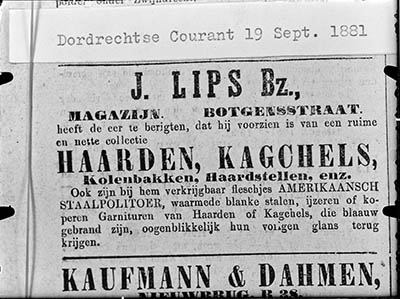 Dordrechtse Courant 19 Sept. 1881
J. LIPS Bz.,
MAGAZIJN. BOTGENSSTRAAT.
heeft de eer te berigten, dat hij voorzien is van een ruime
en nette collectie
HAARDEN, KAGCHELS,
Kolenbakken, Haardstellen, enz.
Ook zijn bij hem verkrijgbaar fleschjes AMERIKAANSCH
STAALPOLITOER, waarmede blanke stalen, ijzeren of ko-
peren Garnituren van Haarden of Kagchels, die blaauw
gebrand zijn, oogenblikkelijk hun vorigen glans terug
krijgen.
KAUFMANN & DAHMEN,
NIEUWBRUG, B 38.